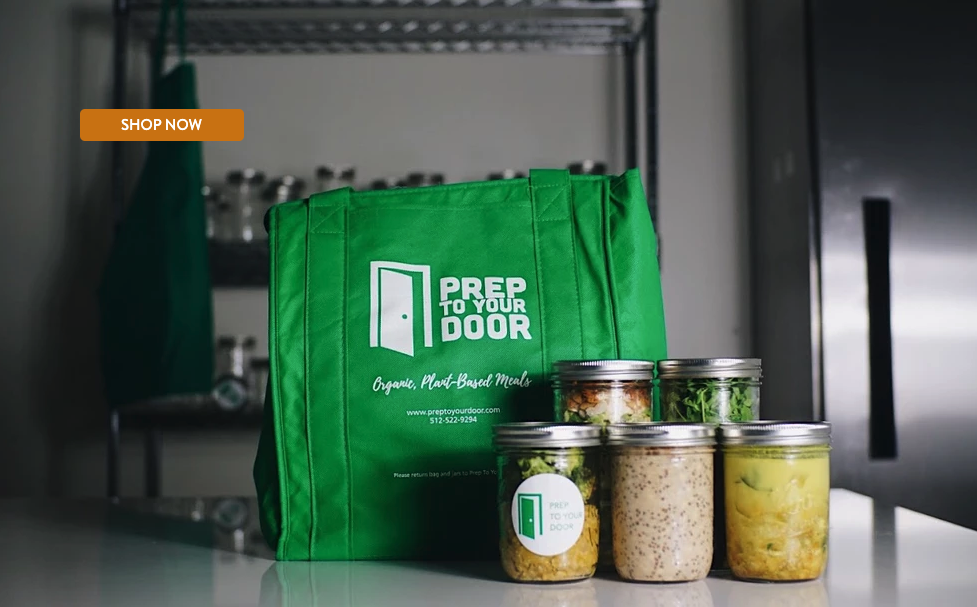 SHOP NOW
PREP
TO YOUR
DOOR
Organic, Plant-Based Meals
www.preptoyourdoor.com
512-522-9294
Please return bag and jars to Prep To Yo
PREP
TO YOUR
DOOR